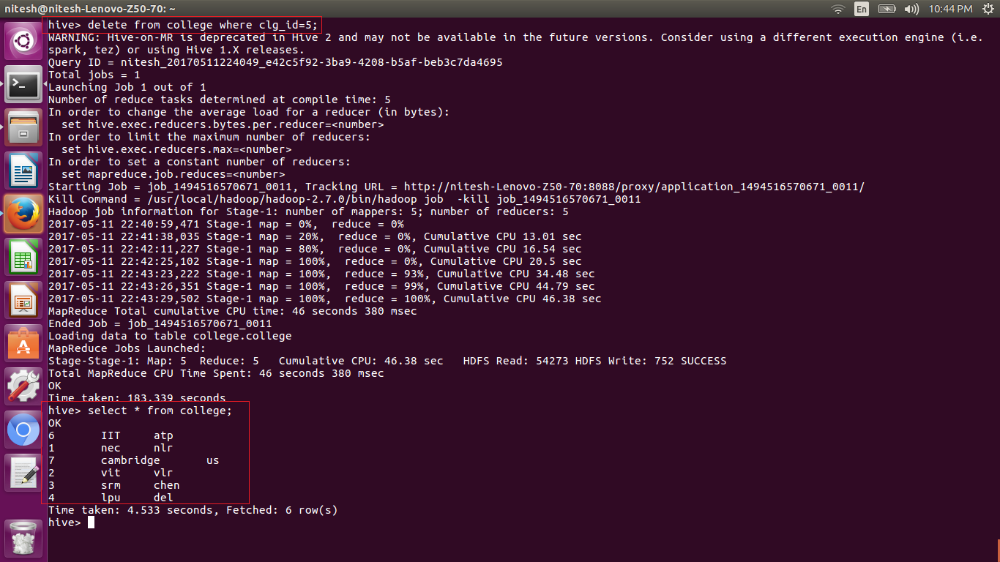 nitesh@nitesh-Lenovo-Z50-70: ~
En
10:44 PM
hive> delete from college where clg_id=5;
WARNING: Hive-on-MR is deprecated in Hive 2 and may not be available in the future versions. Consider using a different execution engine (i.e.
spark, tez) or using Hive 1.X releases.
Query ID = nitesh_20170511224049_e42c5f92-3ba9-4208-b5af-beb3c7da4695
Total jobs = 1
Launching Job 1 out of 1
Number of reduce tasks determined at compile time: 5
In order to change the average load for a reducer (in bytes):
  set hive.exec.reducers.bytes.per.reducer=<number>
In order to limit the maximum number of reducers:
  set hive.exec.reducers.max=<number>
In order to set a constant number of reducers:
  set mapreduce.job.reduces=<number>
Starting Job = job_1494516570671_0011, Tracking URL = http://nitesh-Lenovo-Z50-70:8088/proxy/application_1494516570671_0011/
Kill Command = /usr/local/hadoop/hadoop-2.7.0/bin/hadoop job  -kill job_1494516570671_0011
Hadoop job information for Stage-1: number of mappers: 5; number of reducers: 5
2017-05-11 22:40:59,471 Stage-1 map = 0%,  reduce = 0%
2017-05-11 22:41:38,035 Stage-1 map = 20%,  reduce = 0%, Cumulative CPU 13.01 sec
2017-05-11 22:42:11,227 Stage-1 map = 80%,  reduce = 0%, Cumulative CPU 16.54 sec
2017-05-11 22:42:25,102 Stage-1 map = 100%,  reduce = 0%, Cumulative CPU 20.5 sec
2017-05-11 22:43:23,222 Stage-1 map = 100%,  reduce = 93%, Cumulative CPU 34.48 sec
2017-05-11 22:43:26,351 Stage-1 map = 100%,  reduce = 99%, Cumulative CPU 44.79 sec
2017-05-11 22:43:29,502 Stage-1 map = 100%,  reduce = 100%, Cumulative CPU 46.38 sec
MapReduce Total cumulative CPU time: 46 seconds 380 msec
Ended Job = job_1494516570671_0011
Loading data to table college.college
MapReduce Jobs Launched:
Stage-Stage-1: Map: 5  Reduce: 5   Cumulative CPU: 46.38 sec   HDFS Read: 54273 HDFS Write: 752 SUCCESS
Total MapReduce CPU Time Spent: 46 seconds 380 msec
OK
Time taken: 183.339 seconds
hive> select * from college;
OK
6	IIT	atp
1	nec	nlr
7	cambridge	us
2	vit	vlr
3	srm	chen
4	lpu	del
Time taken: 4.533 seconds, Fetched: 6 row(s)
hive>